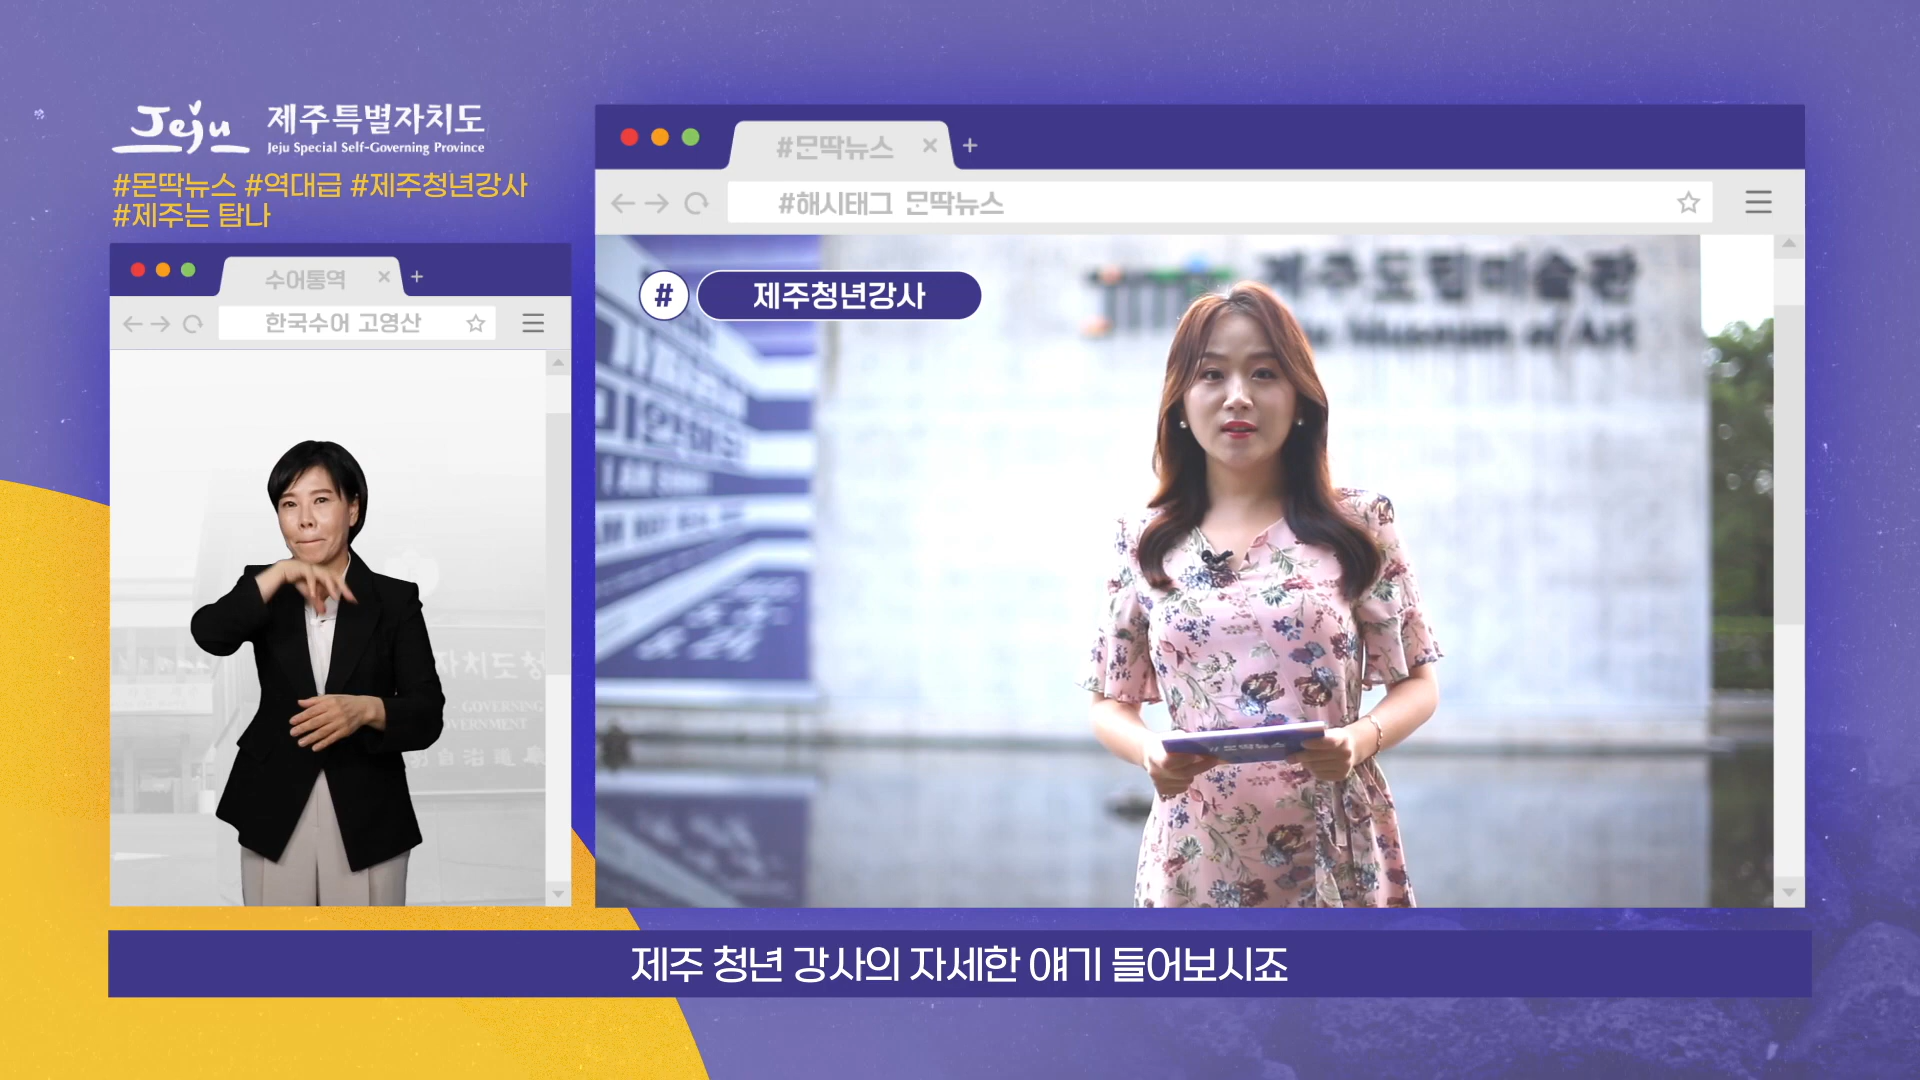 Jeju 제주특별자치도
Jeju Special Self-Governing Province
#몬딱뉴스 #역대급 #제주청년강사
#제주는 탐나
수어통역
한국수어 고영산
#몬딱뉴스
#해시태그 몬딱뉴스
# 제주청년강사
제주도립미술관
Museum of Art
- GOVERNING
제주 청년 강사의 자세한 얘기 들어보시죠